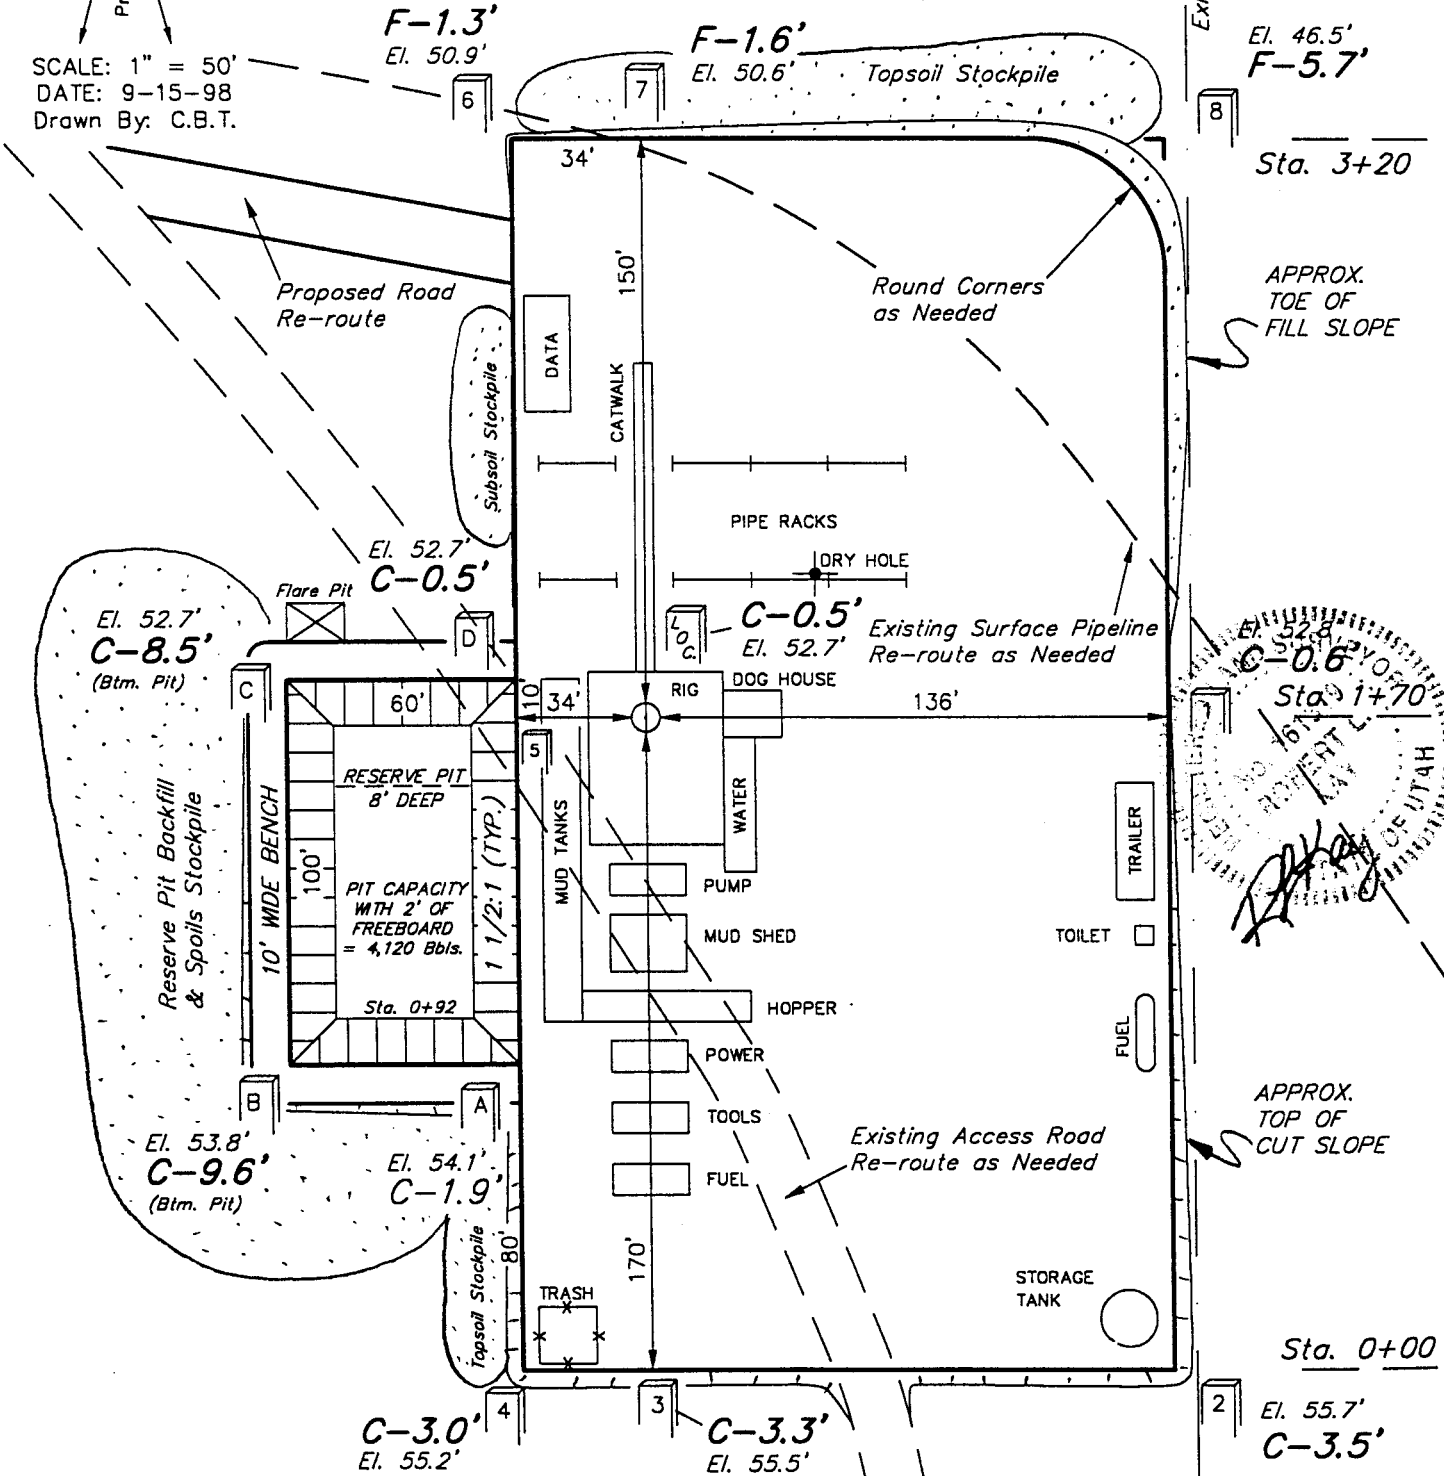 F-1.3'
El. 50.9'
F-1.6'
El. 50.6'
El. 46.5'
F-5.7'
SCALE: 1" = 50'
DATE: 9-15-98
Drawn By: C.B.T.
6
7
8
Topsoil Stockpile
Sta. 3+20
34'
150'
Proposed Road
Re-route
Round Corners
as Needed
APPROX.
TOE OF
FILL SLOPE
DATA
CATWALK
Subsoil Stockpile
PIPE RACKS
DRY HOLE
El. 52.7'
C-0.5'
Flare Pit
El. 52.7'
C-8.5'
(Btm. Pit)
D
C
LOC.
C-0.5'
El. 52.7'
Existing Surface Pipeline
Re-route as Needed
El. 52.8'
C-0.6'
Sta. 1+70
1
RIG
DOG HOUSE
60'
10'
34'
136'
5
RESERVE PIT
8' DEEP
WATER
MUD TANKS
1 1/2:1 (TYP.)
10' WIDE BENCH
100'
Reserve Pit Backfill
& Spoils Stockpile
PIT CAPACITY
WITH 2' OF
FREEBOARD
= 4,120 Bbls.
Sta. 0+92
TRAILER
PUMP
MUD SHED
TOILET
HOPPER
FUEL
POWER
TOOLS
FUEL
B
A
El. 53.8'
C-9.6'
(Btm. Pit)
El. 54.1'
C-1.9'
Existing Access Road
Re-route as Needed
APPROX.
TOP OF
CUT SLOPE
ROBERT L.
KAY
OF UTAH
80'
170'
Topsoil Stockpile
TRASH
STORAGE
TANK
Sta. 0+00
4
3
2
C-3.0'
El. 55.2'
C-3.3'
El. 55.5'
El. 55.7'
C-3.5'